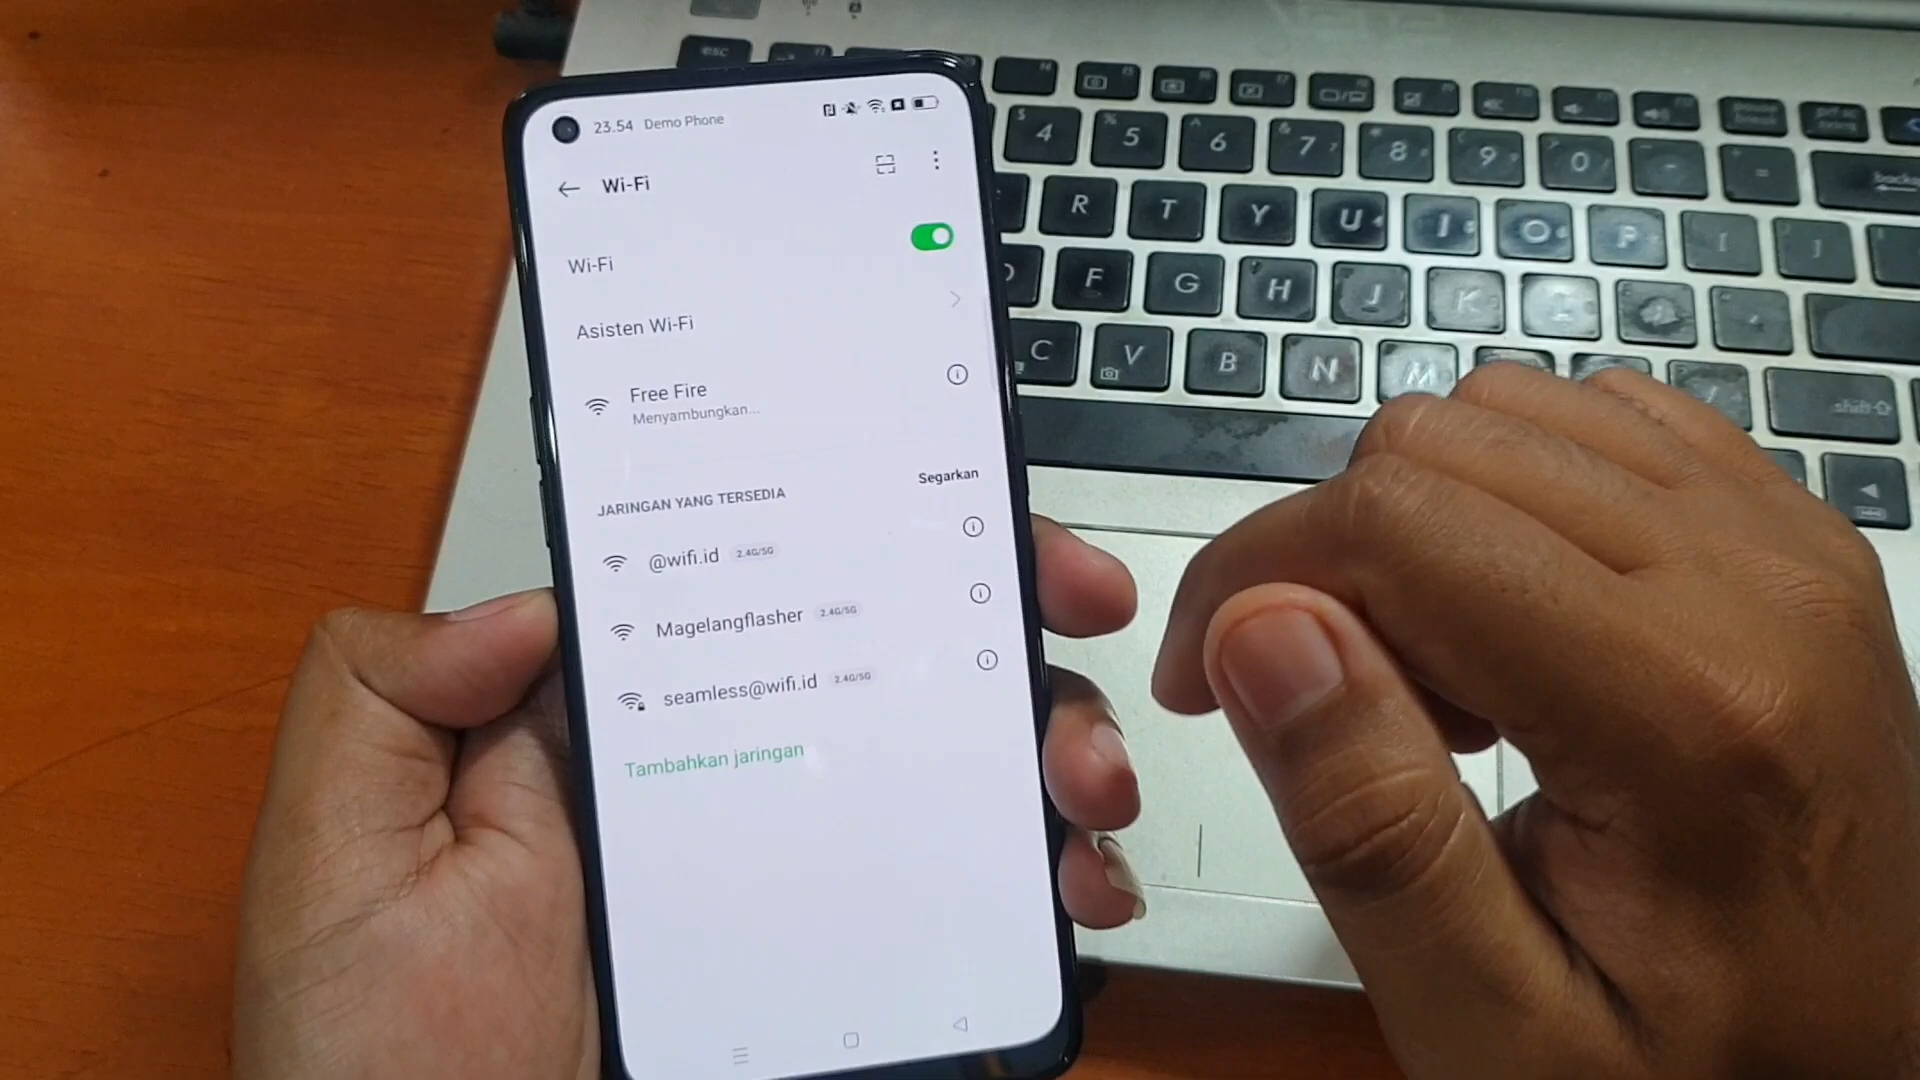 23.54 Demo Phone
Wi-Fi
Wi-Fi
Asisten Wi-Fi
Free Fire
Menyambungkan...
JARINGAN YANG TERSEDIA
Segarkan
@wifi.id 2.4G/5G
Magelangflasher 2.4G/5G
seamless@wifi.id 2.4G/5G
Tambahkan jaringan
esc
$ 4 % 5 ^ 6 & 7 * 8 ( 9 ) 0
R T Y U I O P
F G H J K L
C V B N M
shift